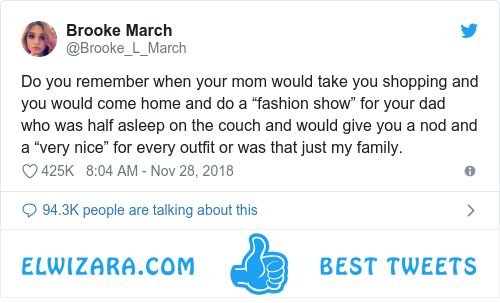 Brooke March
@Brooke_L_March
Do you remember when your mom would take you shopping and
you would come home and do a “fashion show” for your dad
who was half asleep on the couch and would give you a nod and
a “very nice” for every outfit or was that just my family.
425K 8:04 AM - Nov 28, 2018
94.3K people are talking about this
ELWIZARA.COM BEST TWEETS